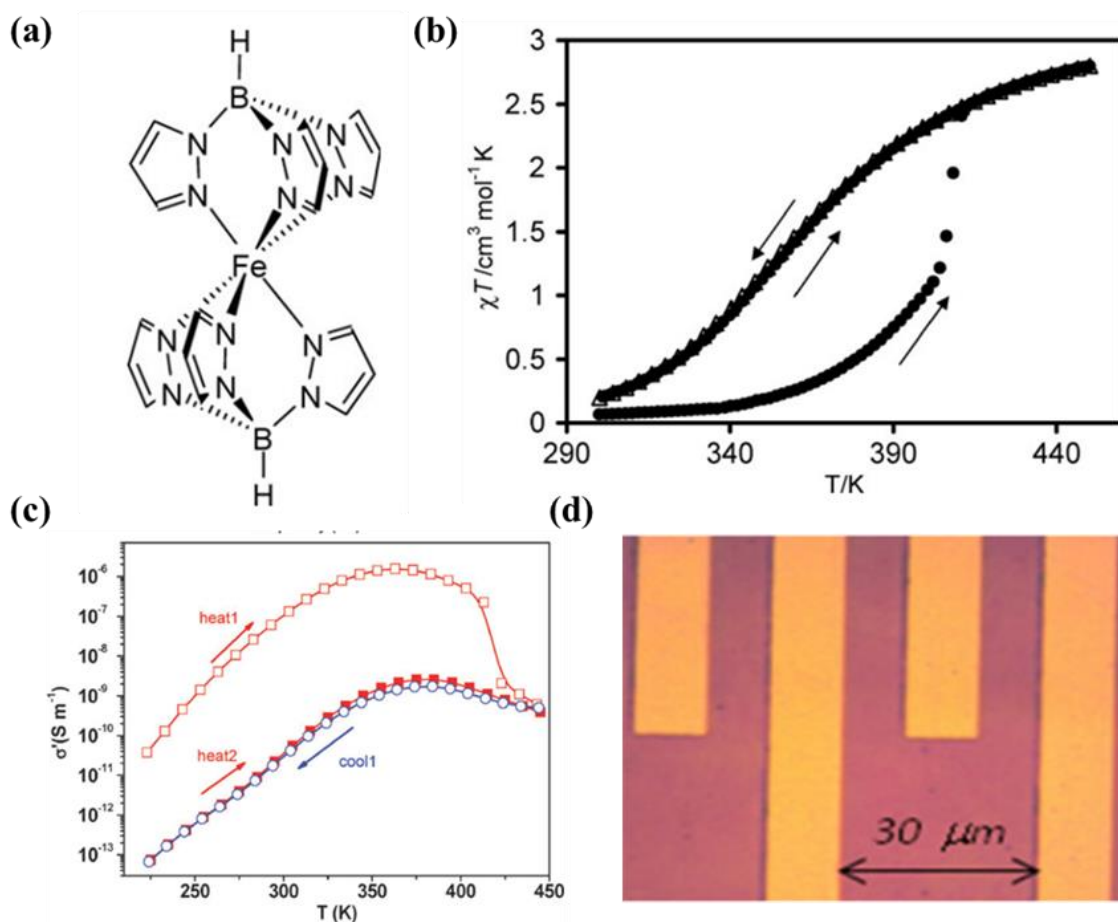 (a)
H
B
N N N
N N N
Fe
N N N
N N N
B
H
(b)
χT/cm³ mol⁻¹ K
3
2.5
2
1.5
1
0.5
0
290 340 390 440
T/K
(c)
σ'(S m⁻¹)
10⁻⁶
10⁻⁷
10⁻⁸
10⁻⁹
10⁻¹⁰
10⁻¹¹
10⁻¹²
10⁻¹³
heat1
heat2
cool1
250 300 350 400 450
T (K)
(d)
30 μm